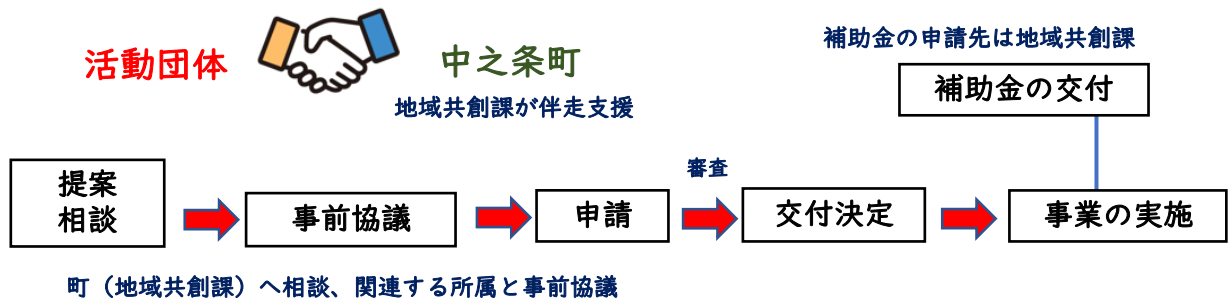 活動団体
中之条町
地域共創課が伴走支援
補助金の申請先は地域共創課
補助金の交付
提案
相談
事前協議
申請
審査
交付決定
事業の実施
町（地域共創課）へ相談、関連する所属と事前協議